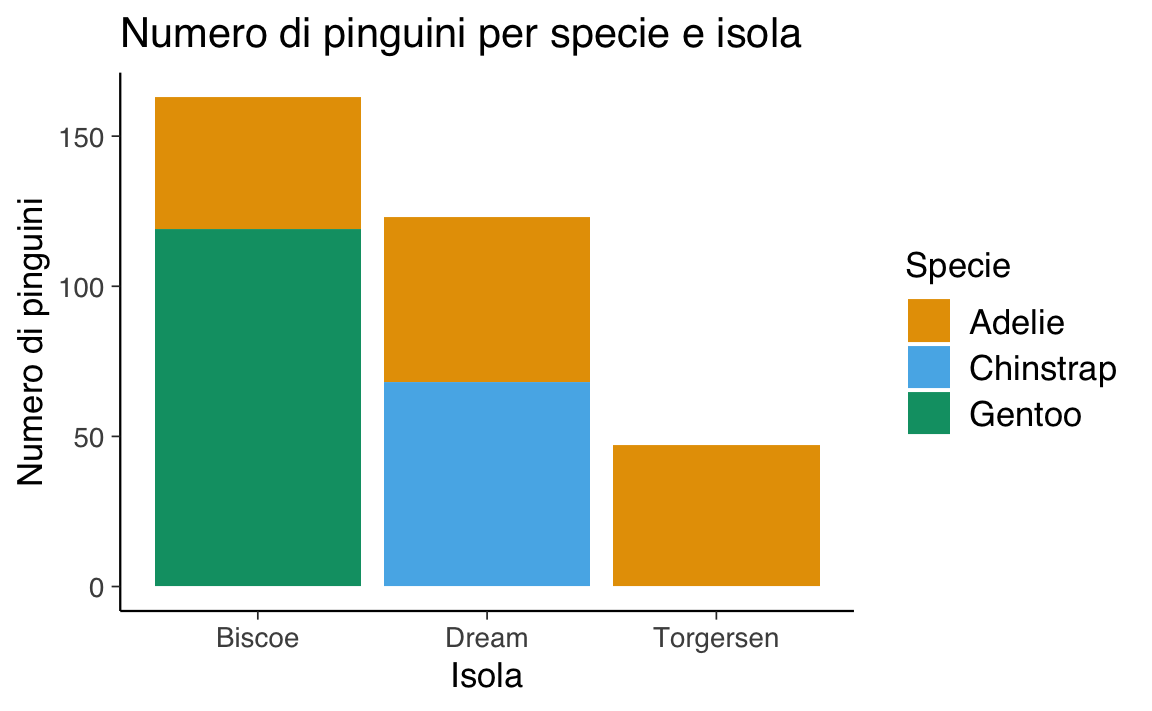 Numero di pinguini per specie e isola
Numero di pinguini
150
100
50
0
Biscoe
Dream
Torgersen
Isola
Specie
Adelie
Chinstrap
Gentoo